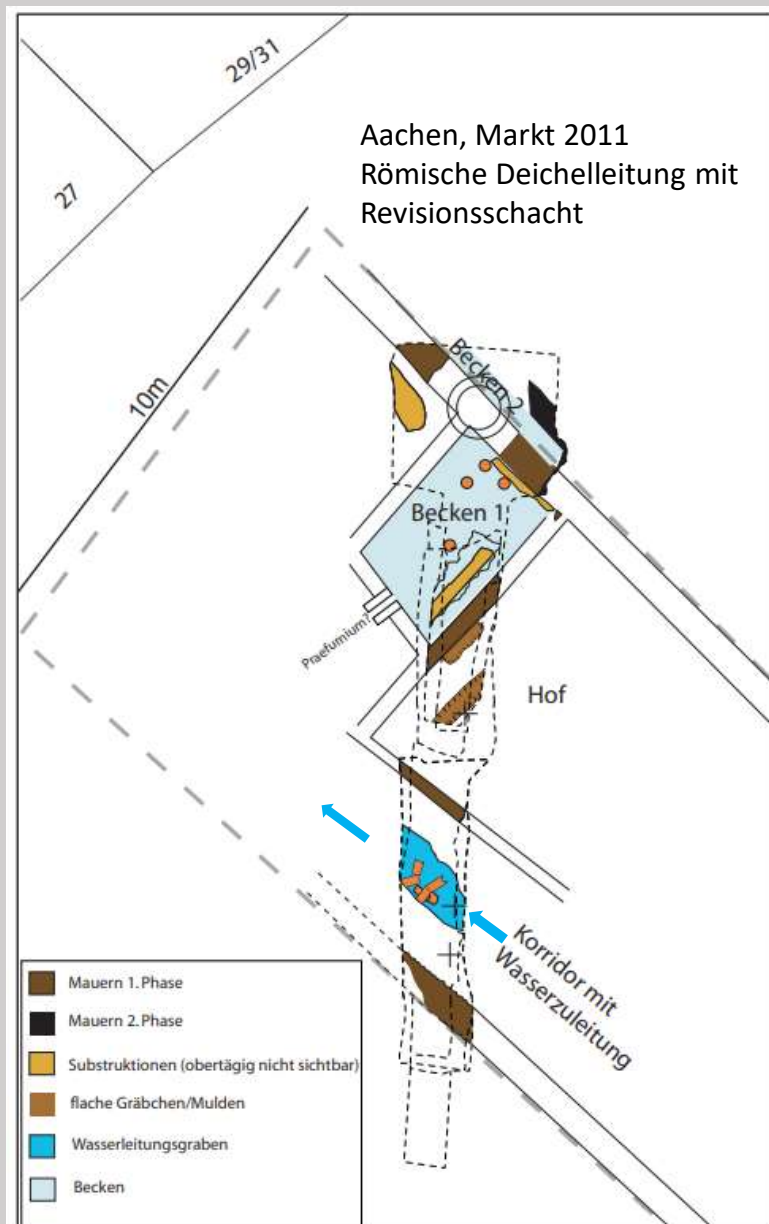 29/31
27
Aachen, Markt 2011
Römische Deichelleitung mit
Revisionsschacht
10m
Becken 2
Becken 1
Praefurnium?
Hof
Korridor mit
Wasserzuleitung
Mauern 1. Phase
Mauern 2. Phase
Substruktionen (obertägig nicht sichtbar)
flache Gräbchen/Mulden
Wasserleitungsgraben
Becken